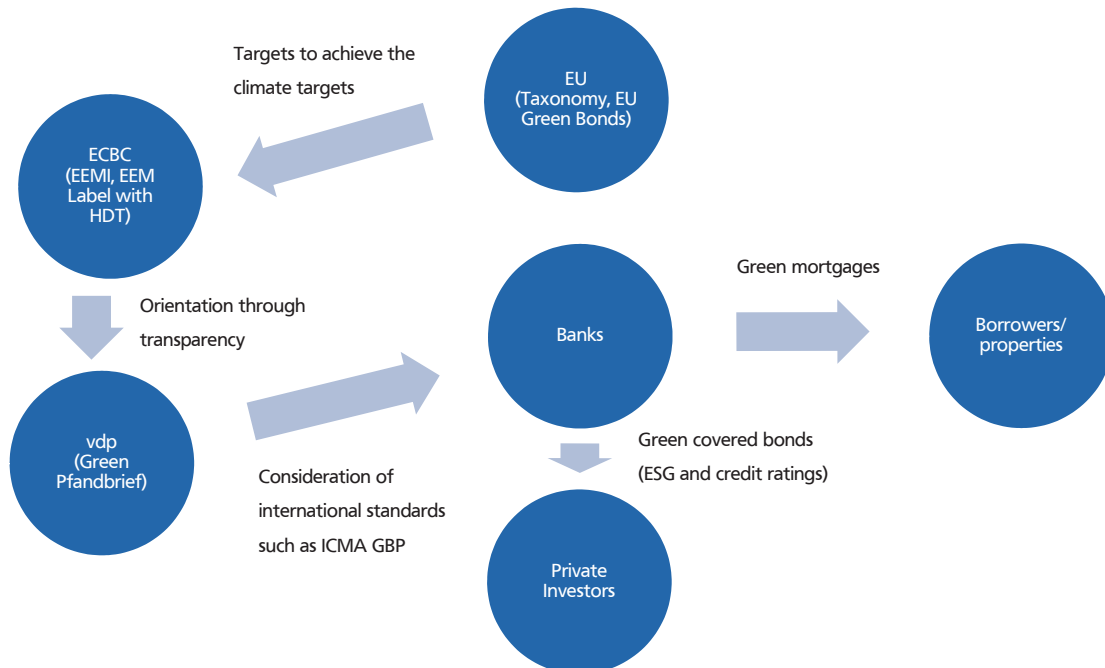 Targets to achieve the
climate targets
EU
(Taxonomy, EU
Green Bonds)
ECBC
(EEMI, EEM
Label with
HDT)
Orientation through
transparency
Banks
Green mortgages
Borrowers/
properties
vdp
(Green
Pfandbrief)
Consideration of
international standards
such as ICMA GBP
Green covered bonds
(ESG and credit ratings)
Private
Investors